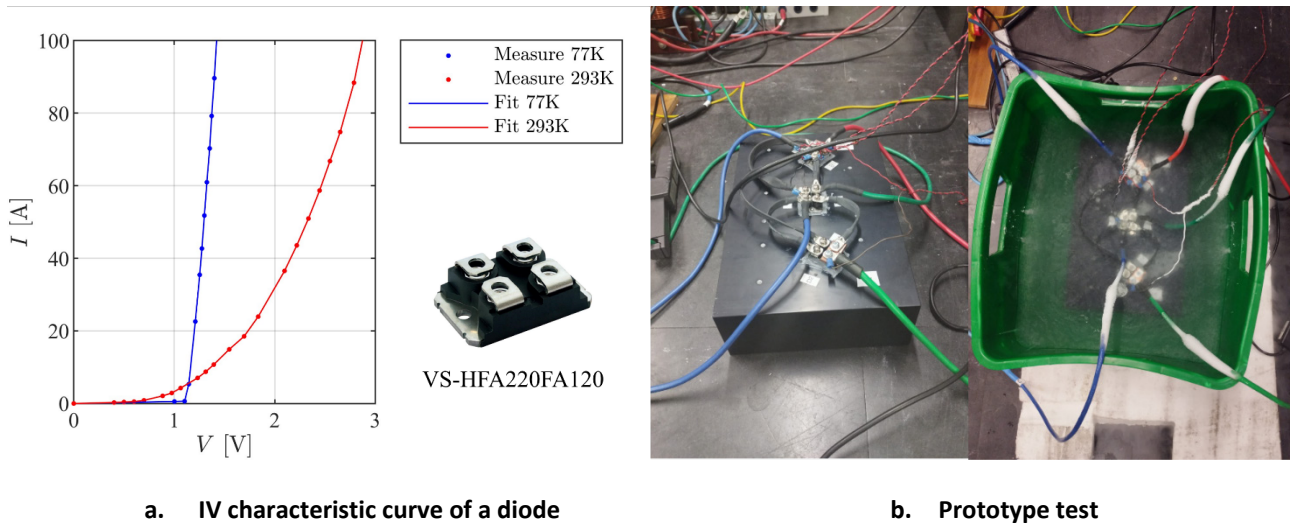 100
80
60
40
20
0
I [A]
0 1 2 3
V [V]
Measure 77K
Measure 293K
Fit 77K
Fit 293K
VS-HFA220FA120
a. IV characteristic curve of a diode
b. Prototype test